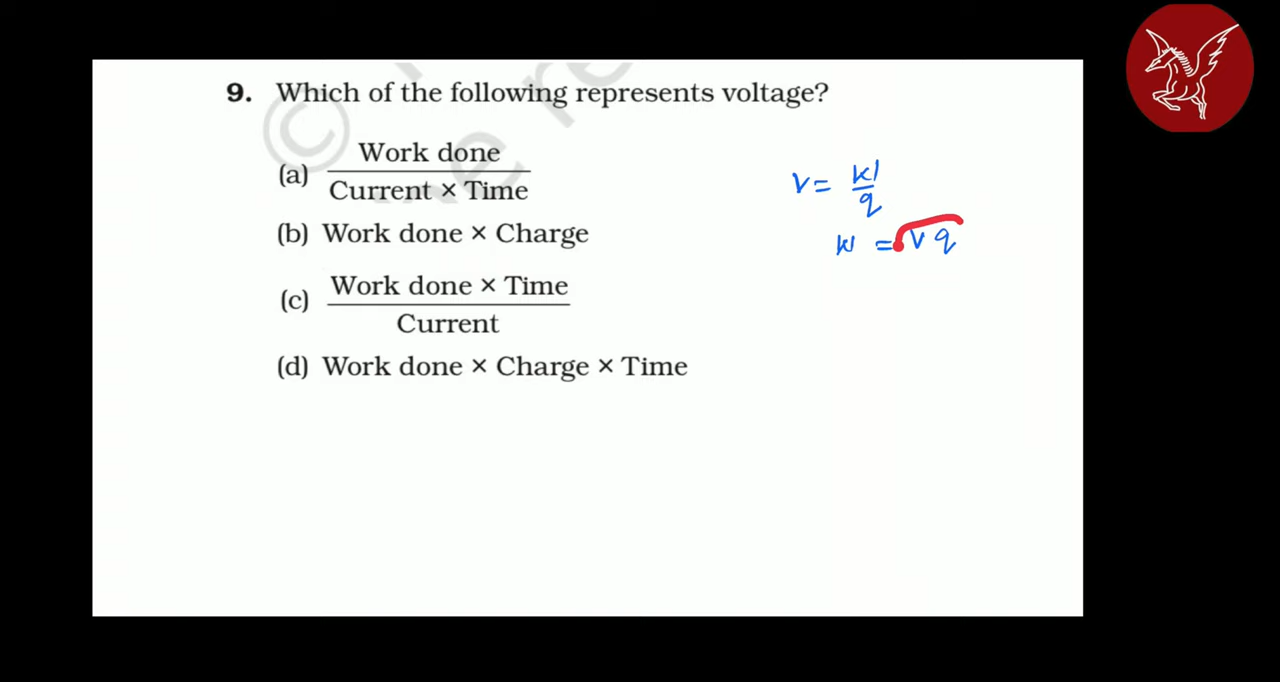 9. Which of the following represents voltage?
(a) Work done / Current × Time
(b) Work done × Charge
(c) Work done × Time / Current
(d) Work done × Charge × Time
V = W/q
W = Vq
©
re